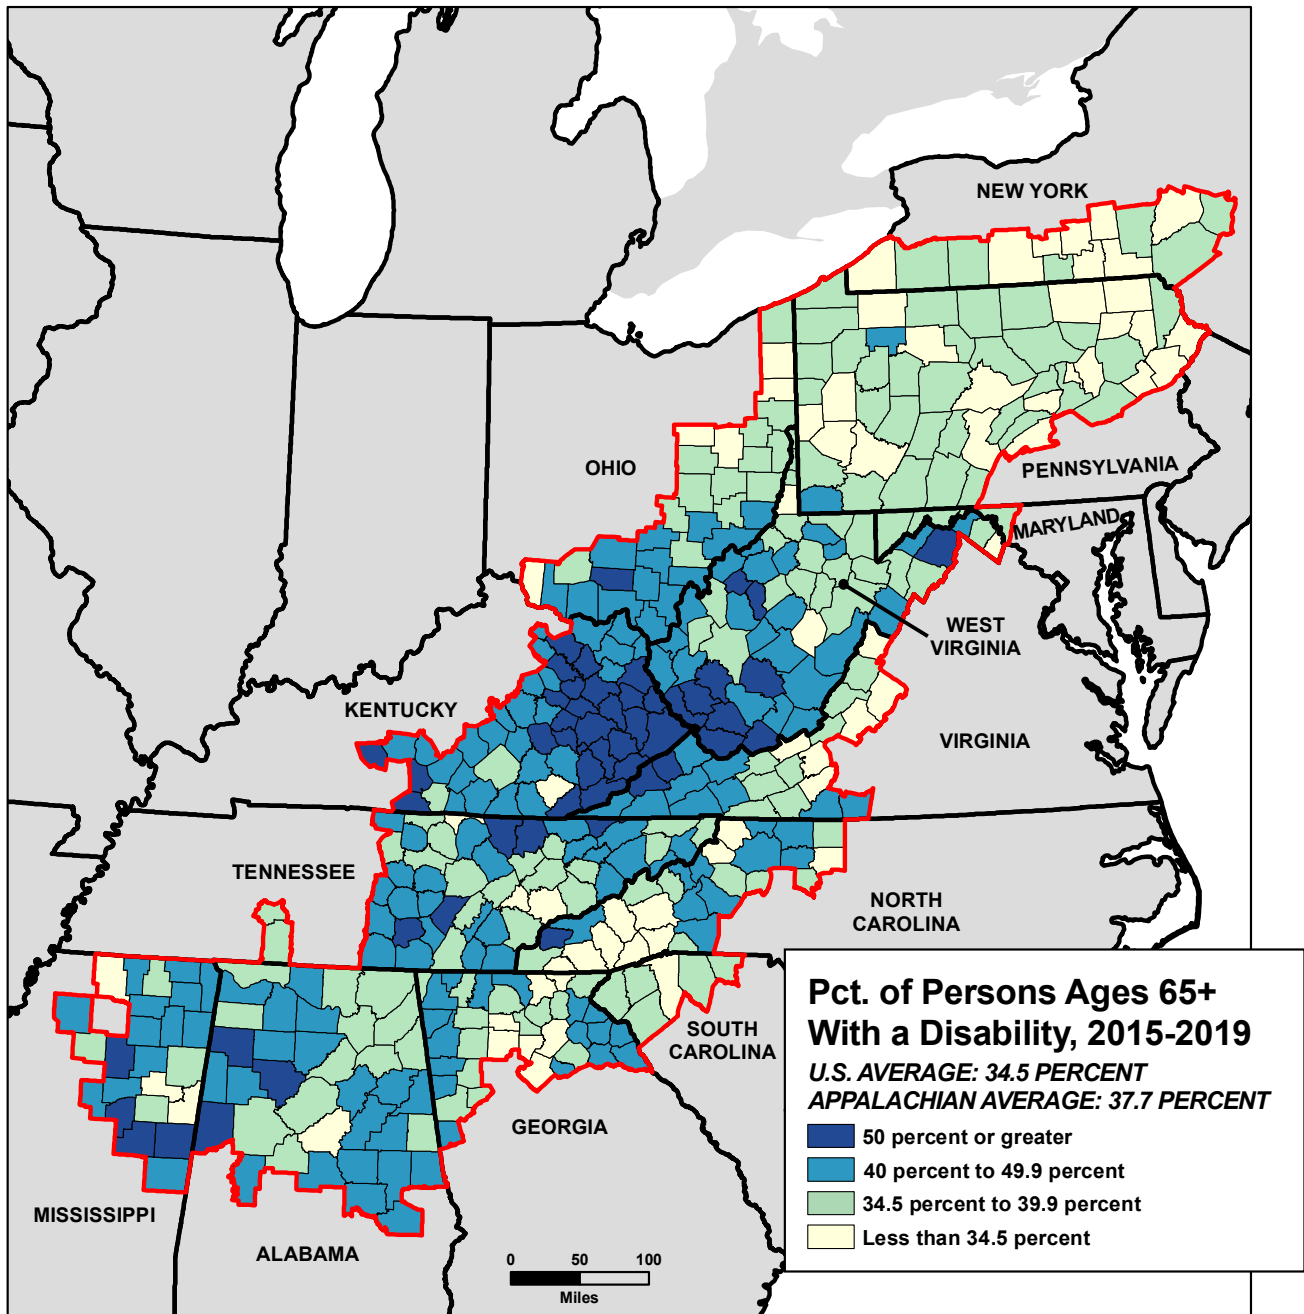 NEW YORK
OHIO
PENNSYLVANIA
MARYLAND
WEST
VIRGINIA
KENTUCKY
VIRGINIA
TENNESSEE
NORTH
CAROLINA
SOUTH
CAROLINA
GEORGIA
MISSISSIPPI
ALABAMA
Pct. of Persons Ages 65+
With a Disability, 2015-2019
U.S. AVERAGE: 34.5 PERCENT
APPALACHIAN AVERAGE: 37.7 PERCENT
50 percent or greater
40 percent to 49.9 percent
34.5 percent to 39.9 percent
Less than 34.5 percent
0 50 100
Miles